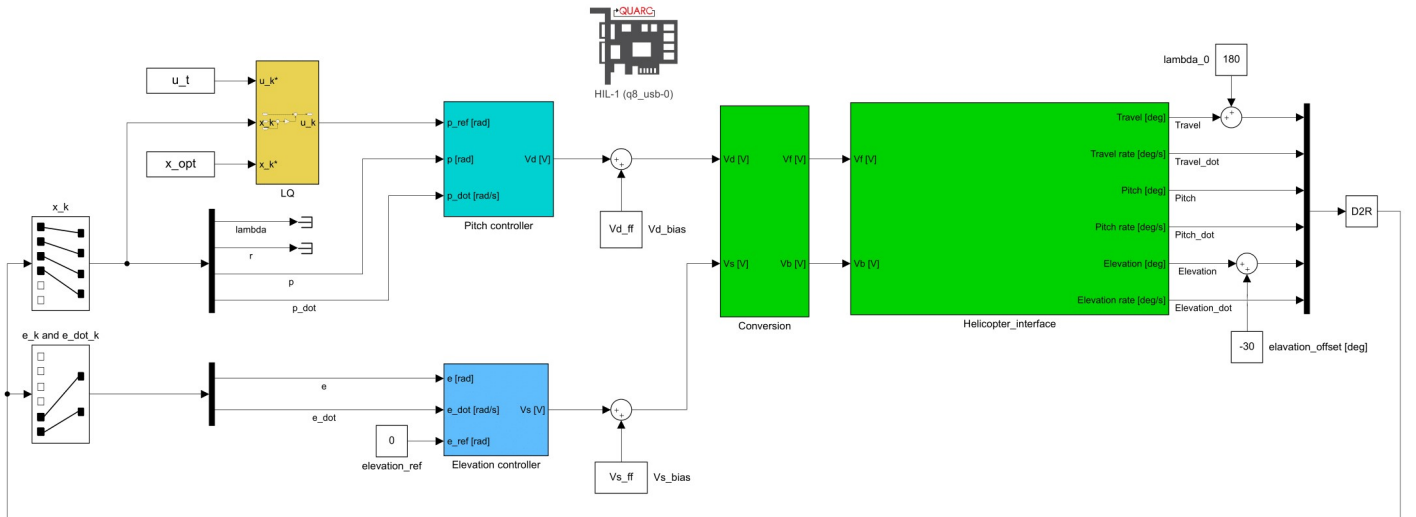 QUARC
HIL-1 (q8_usb-0)
u_t
x_opt
u_k*
x_k
x_k*
u_k
LQ
x_k
lambda
r
p
p_dot
p_ref [rad]
p [rad]
p_dot [rad/s]
Vd [V]
Pitch controller
Vd_ff
Vd_bias
Vd [V]
Vs [V]
Vf [V]
Vb [V]
Conversion
Vf [V]
Vb [V]
Travel [deg]
Travel rate [deg/s]
Pitch [deg]
Pitch rate [deg/s]
Elevation [deg]
Elevation rate [deg/s]
Helicopter_interface
lambda_0
180
Travel
Travel_dot
Pitch
Pitch_dot
Elevation
Elevation_dot
-30
elavation_offset [deg]
D2R
e_k and e_dot_k
e
e_dot
0
elevation_ref
e [rad]
e_dot [rad/s]
e_ref [rad]
Vs [V]
Elevation controller
Vs_ff
Vs_bias